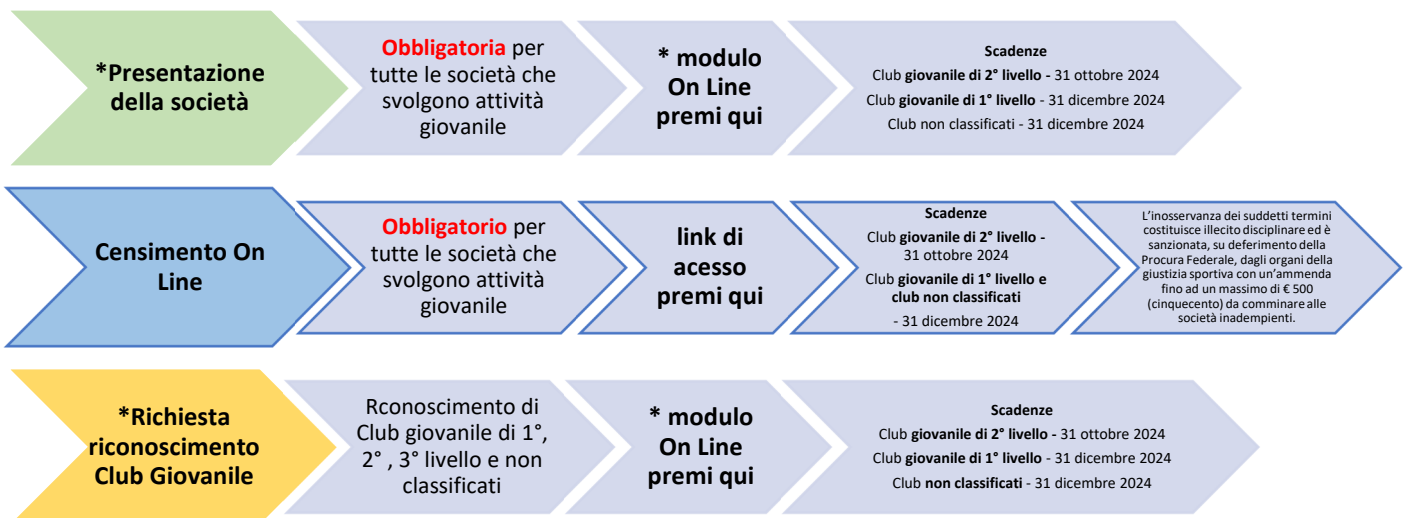 *Presentazione
della società
Obbligatoria per
tutte le società che
svolgono attività
giovanile
* modulo
On Line
premi qui
Scadenze
Club giovanile di 2° livello - 31 ottobre 2024
Club giovanile di 1° livello - 31 dicembre 2024
Club non classificati - 31 dicembre 2024
Censimento On
Line
Obbligatorio per
tutte le società che
svolgono attività
giovanile
link di
acesso
premi qui
Scadenze
Club giovanile di 2° livello -
31 ottobre 2024
Club giovanile di 1° livello e
club non classificati
- 31 dicembre 2024
L'inosservanza dei suddetti termini
costituisce illecito disciplinare ed è
sanzionata, su deferimento della
Procura Federale, dagli organi della
giustizia sportiva con un'ammenda
fino ad un massimo di € 500
(cinquecento) da comminare alle
società inadempienti.
*Richiesta
riconoscimento
Club Giovanile
Rconoscimento di
Club giovanile di 1°,
2° , 3° livello e non
classificati
* modulo
On Line
premi qui
Scadenze
Club giovanile di 2° livello - 31 ottobre 2024
Club giovanile di 1° livello - 31 dicembre 2024
Club non classificati - 31 dicembre 2024